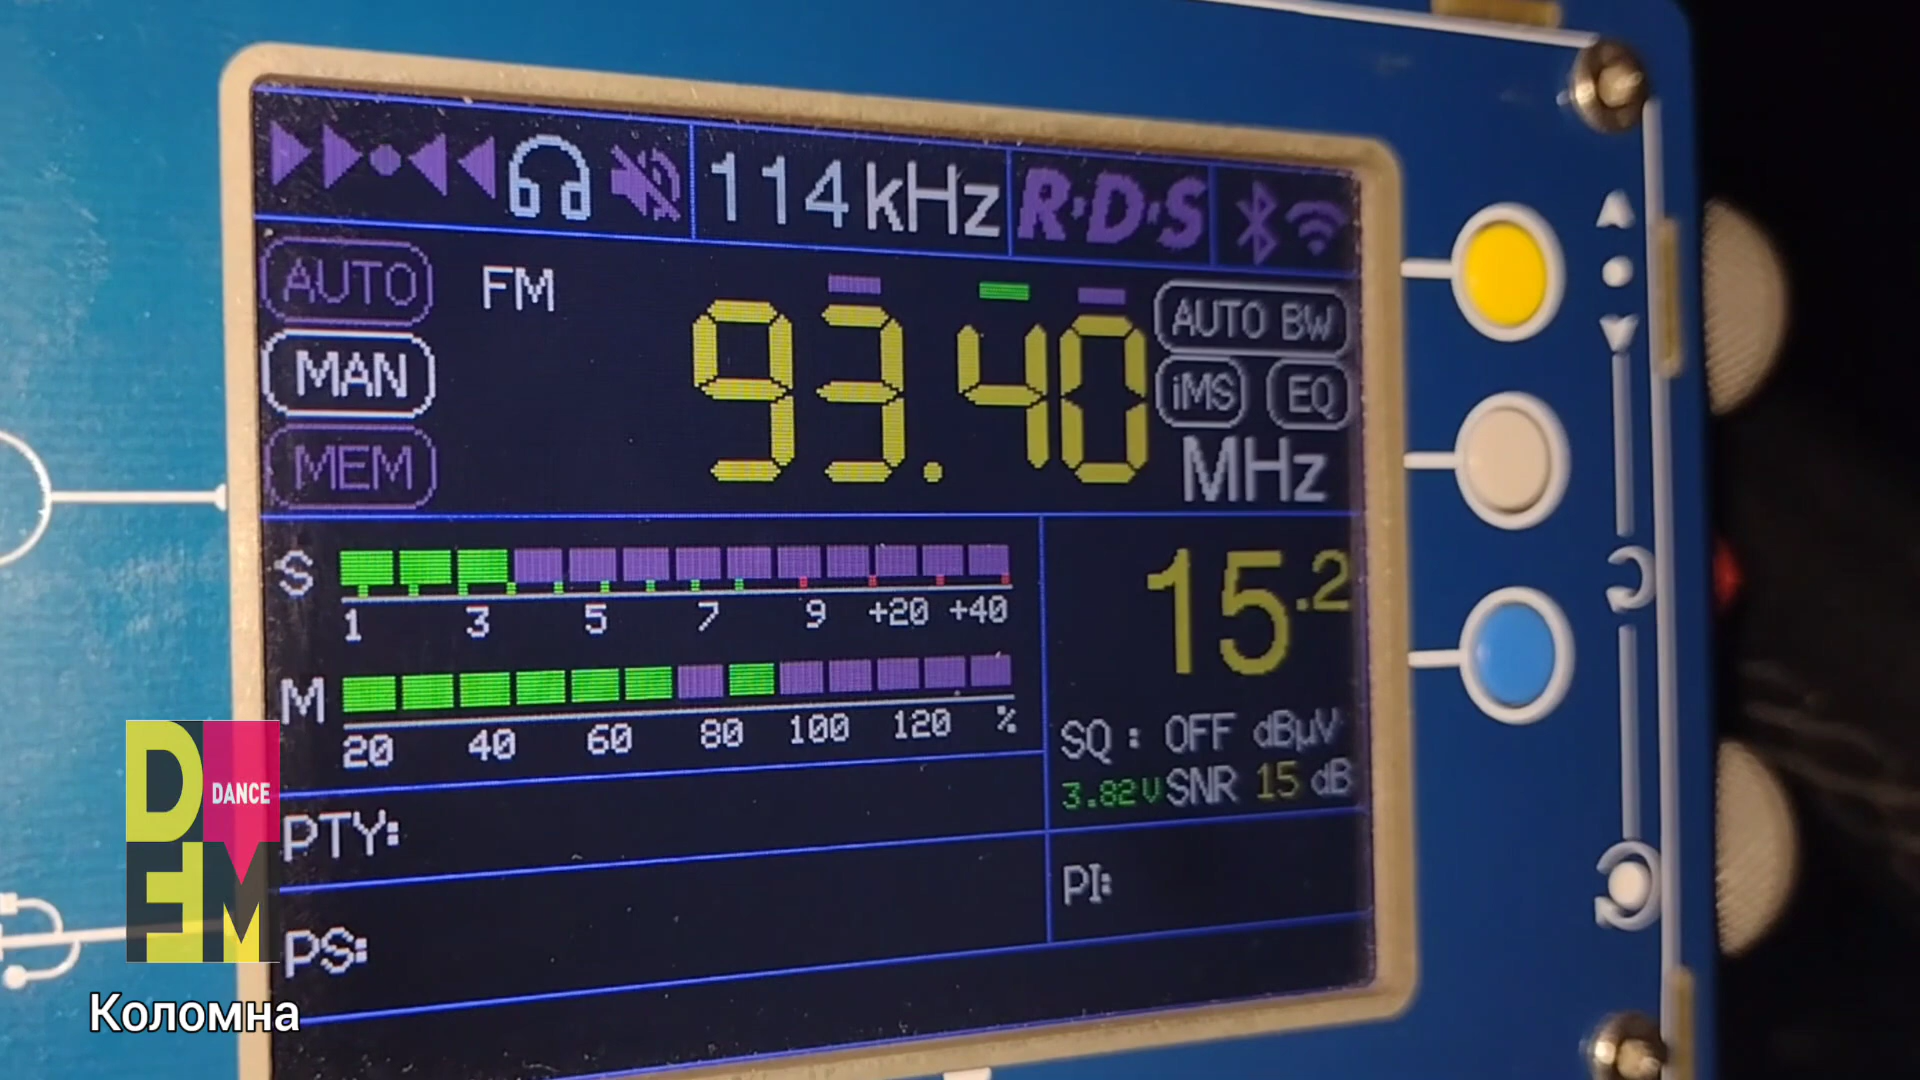 114 kHz R·D·S
AUTO FM
93.40 MHz
AUTO BW
MAN
iMS EQ
MEM
S
1 3 5 7 9 +20 +40
15.2
M
20 40 60 80 100 120 %
SQ : OFF dBµV
3.82V SNR 15 dB
PTY:
PI:
PS:
D DANCE
FM
Коломна